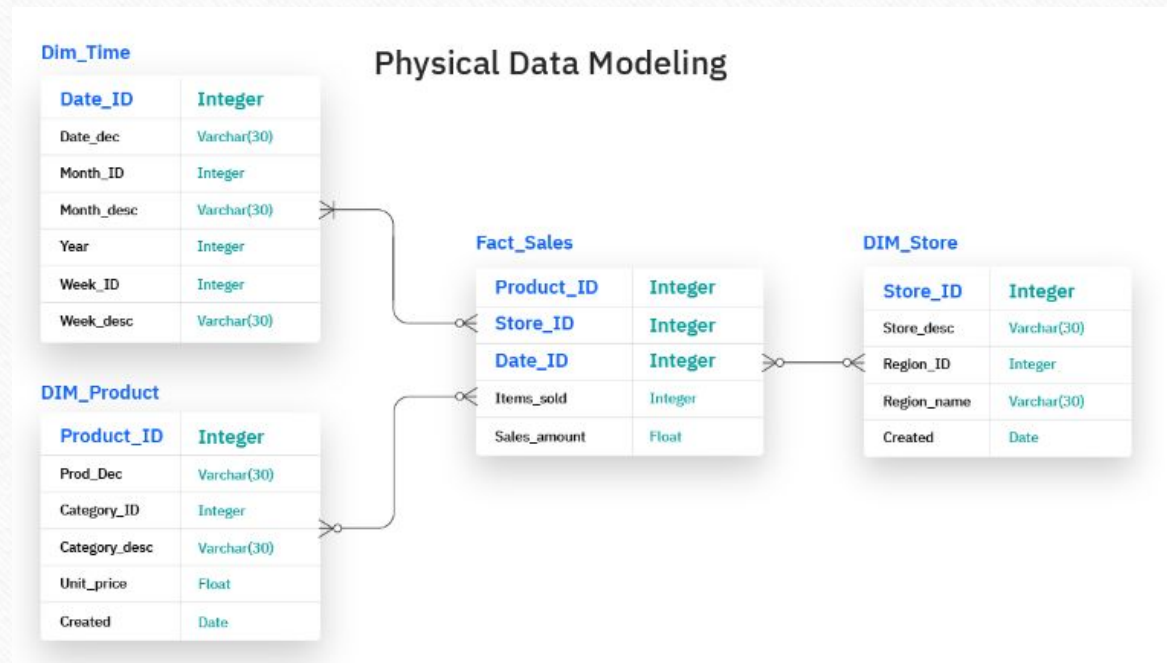 Physical Data Modeling
Dim_Time
Date_ID Integer
Date_dec Varchar(30)
Month_ID Integer
Month_desc Varchar(30)
Year Integer
Week_ID Integer
Week_desc Varchar(30)
DIM_Product
Product_ID Integer
Prod_Dec Varchar(30)
Category_ID Integer
Category_desc Varchar(30)
Unit_price Float
Created Date
Fact_Sales
Product_ID Integer
Store_ID Integer
Date_ID Integer
Items_sold Integer
Sales_amount Float
DIM_Store
Store_ID Integer
Store_desc Varchar(30)
Region_ID Integer
Region_name Varchar(30)
Created Date